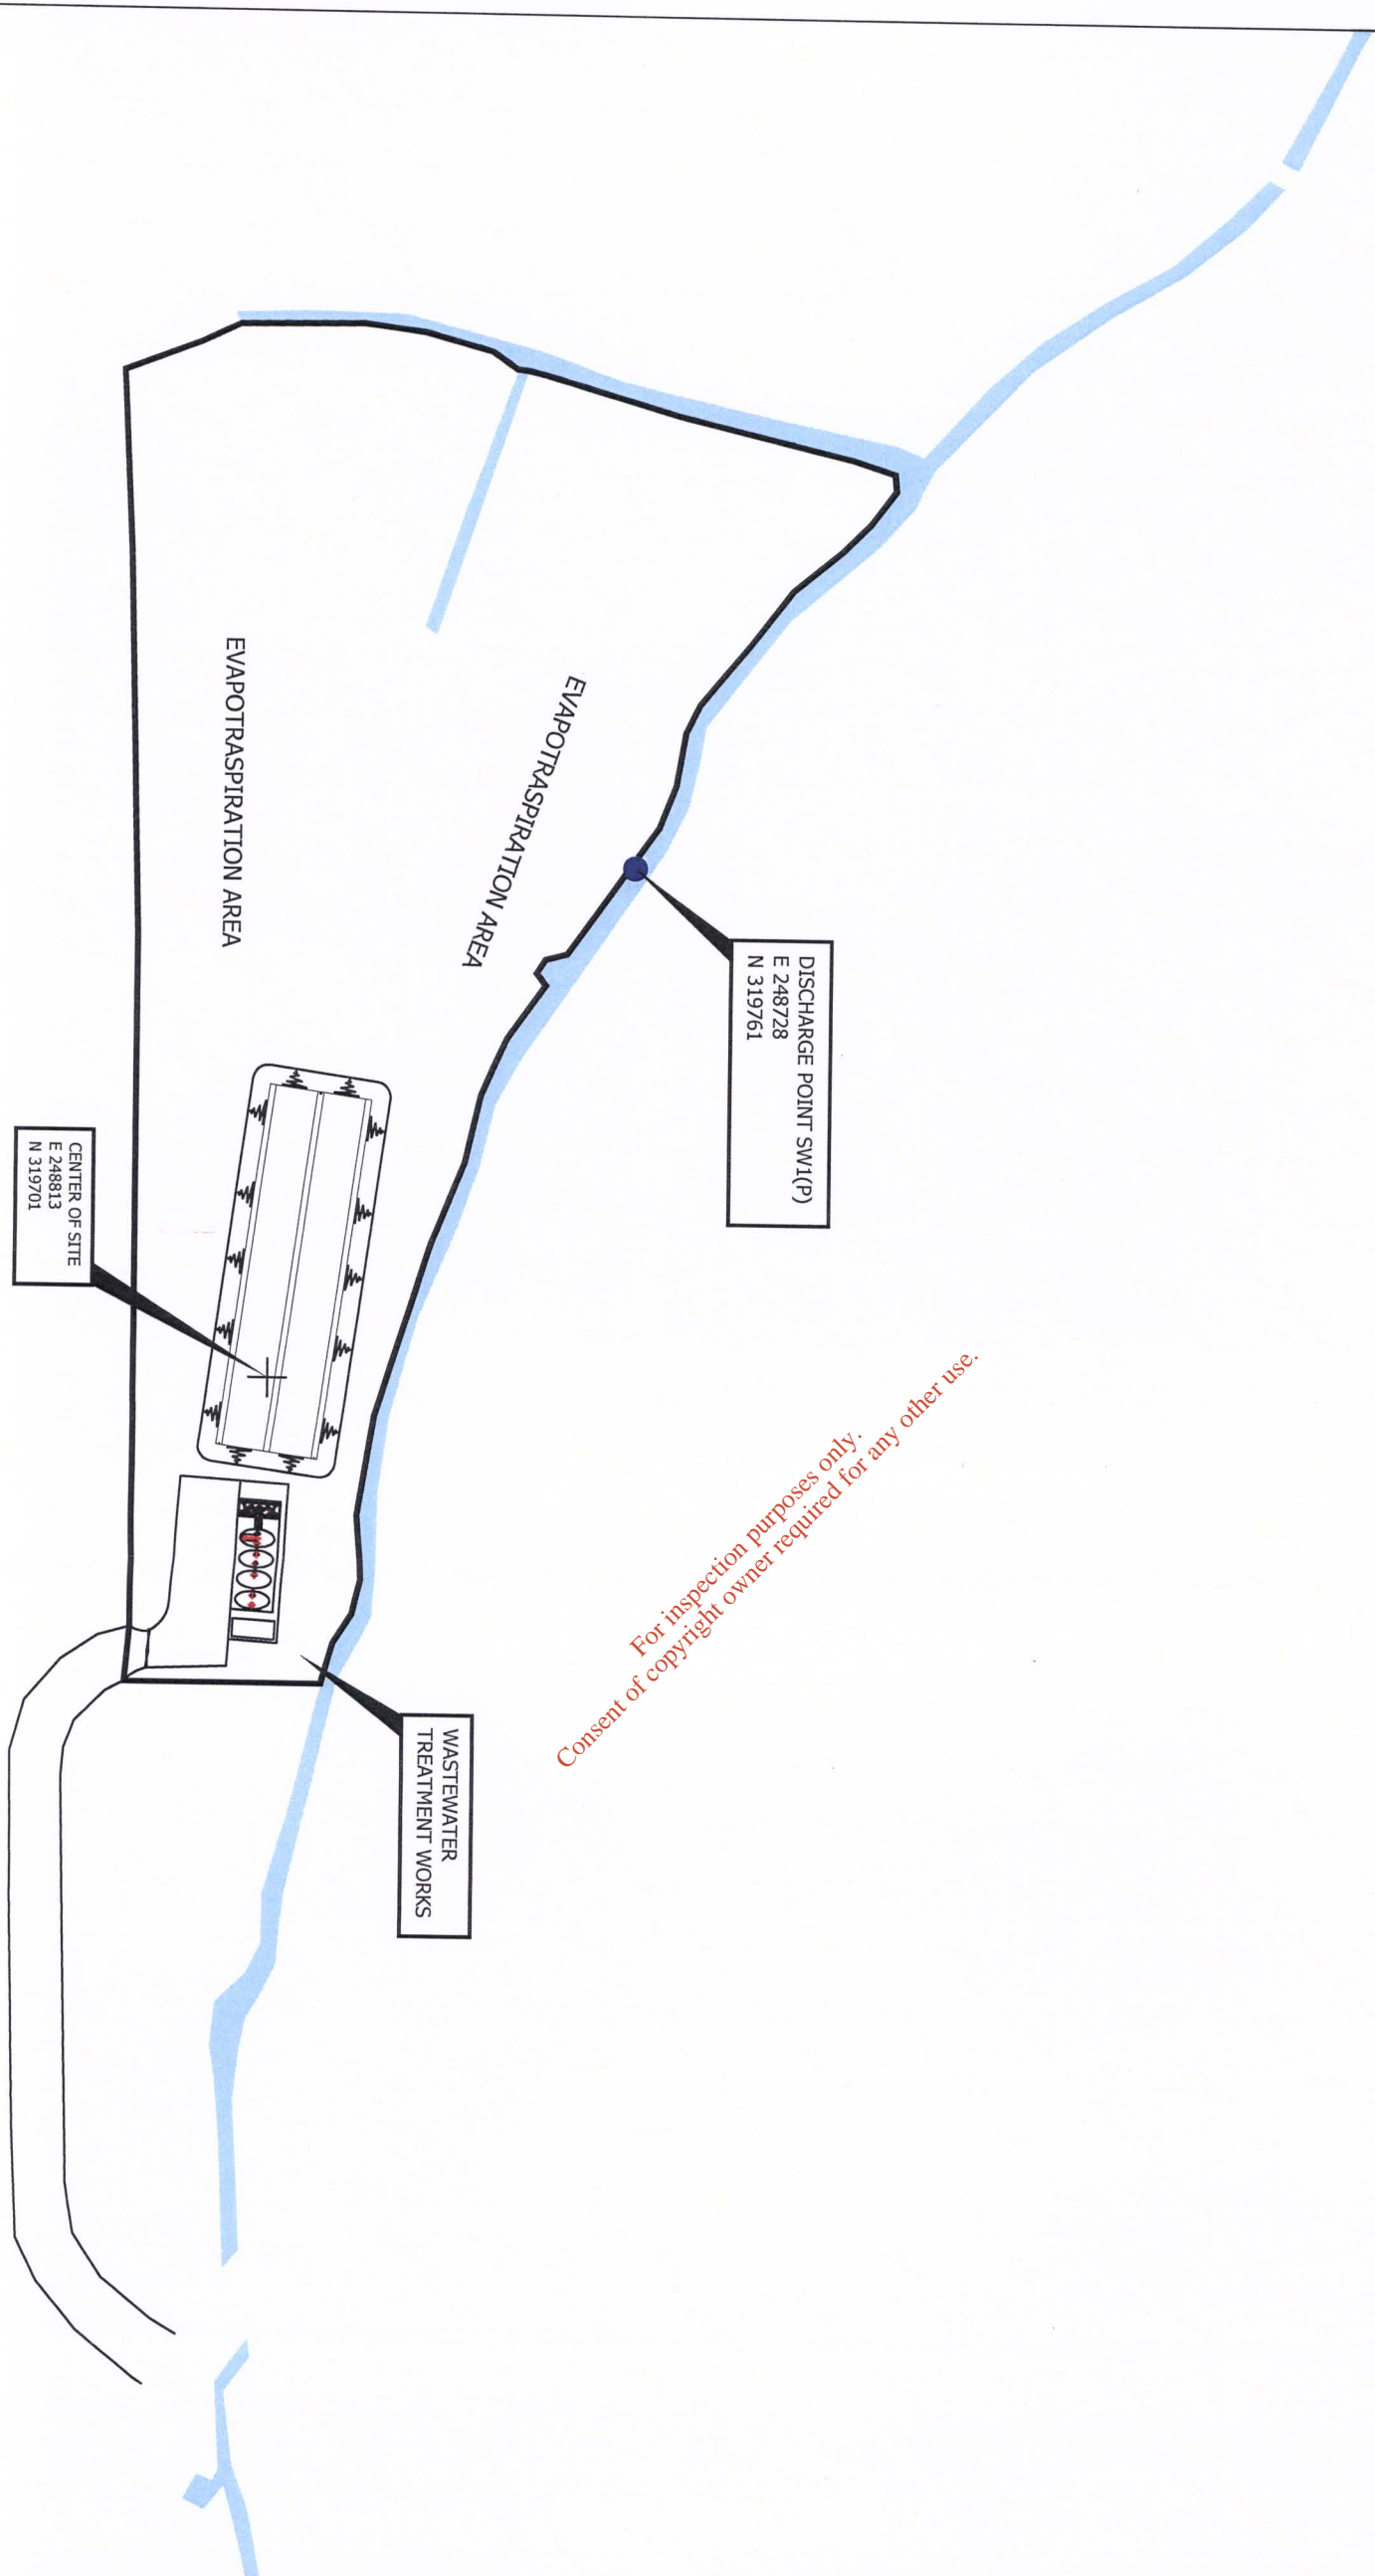 DISCHARGE POINT SW1(P)
E 248728
N 319761
EVAPOTRASPIRATION AREA
EVAPOTRASPIRATION AREA
CENTER OF SITE
E 248813
N 319701
WASTEWATER
TREATMENT WORKS
For inspection purposes only.
Consent of copyright owner required for any other use.